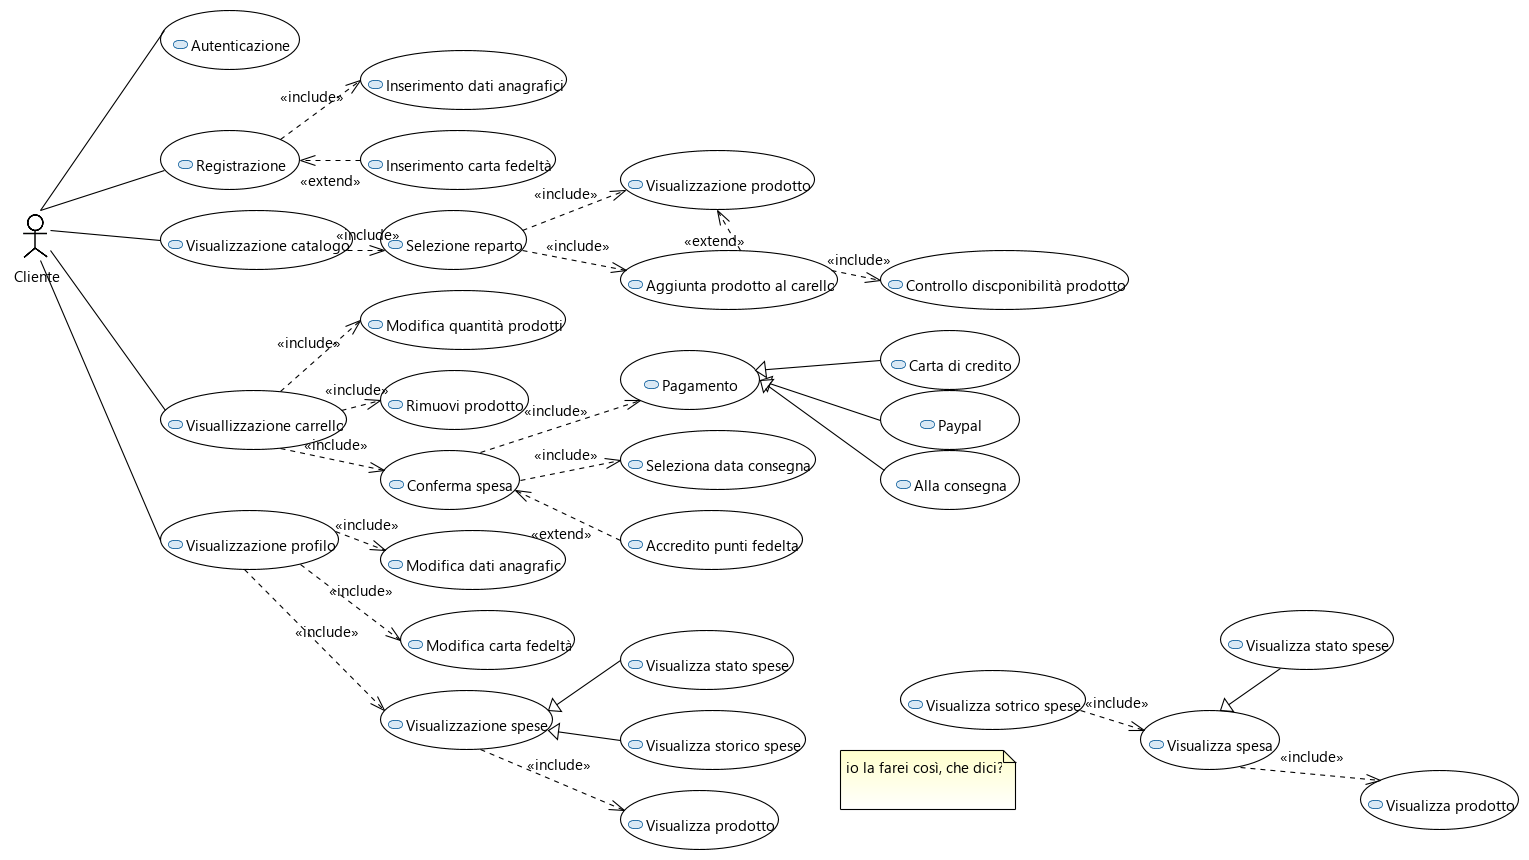 Autenticazione
Inserimento dati anagrafici
«include»
Registrazione
Inserimento carta fedeltà
«extend»
Visualizzazione prodotto
«include»
Cliente
Visualizzazione catalogo
«include»
Selezione reparto
«extend»
«include»
Aggiunta prodotto al carello
«include»
Controllo discponibilità prodotto
Modifica quantità prodotti
«include»
Rimuovi prodotto
«include»
Visuallizzazione carrello
«include»
Pagamento
Carta di credito
Paypal
Alla consegna
«include»
Conferma spesa
«include»
Seleziona data consegna
«extend»
Accredito punti fedelta
Visualizzazione profilo
«include»
Modifica dati anagrafic
«include»
Modifica carta fedeltà
«include»
Visualizzazione spese
Visualizza stato spese
Visualizza storico spese
«include»
Visualizza prodotto
Visualizza stato spese
Visualizza sotrico spese
«include»
Visualizza spesa
«include»
Visualizza prodotto
io la farei così, che dici?